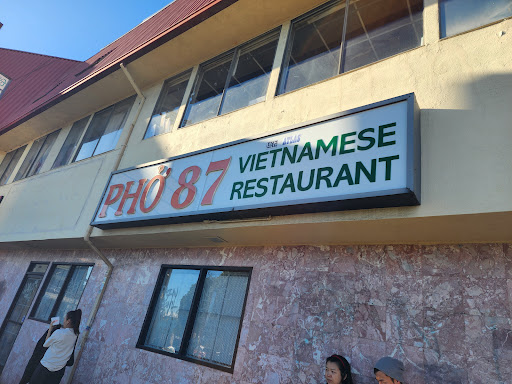 PHỞ 87
VIETNAMESE
RESTAURANT